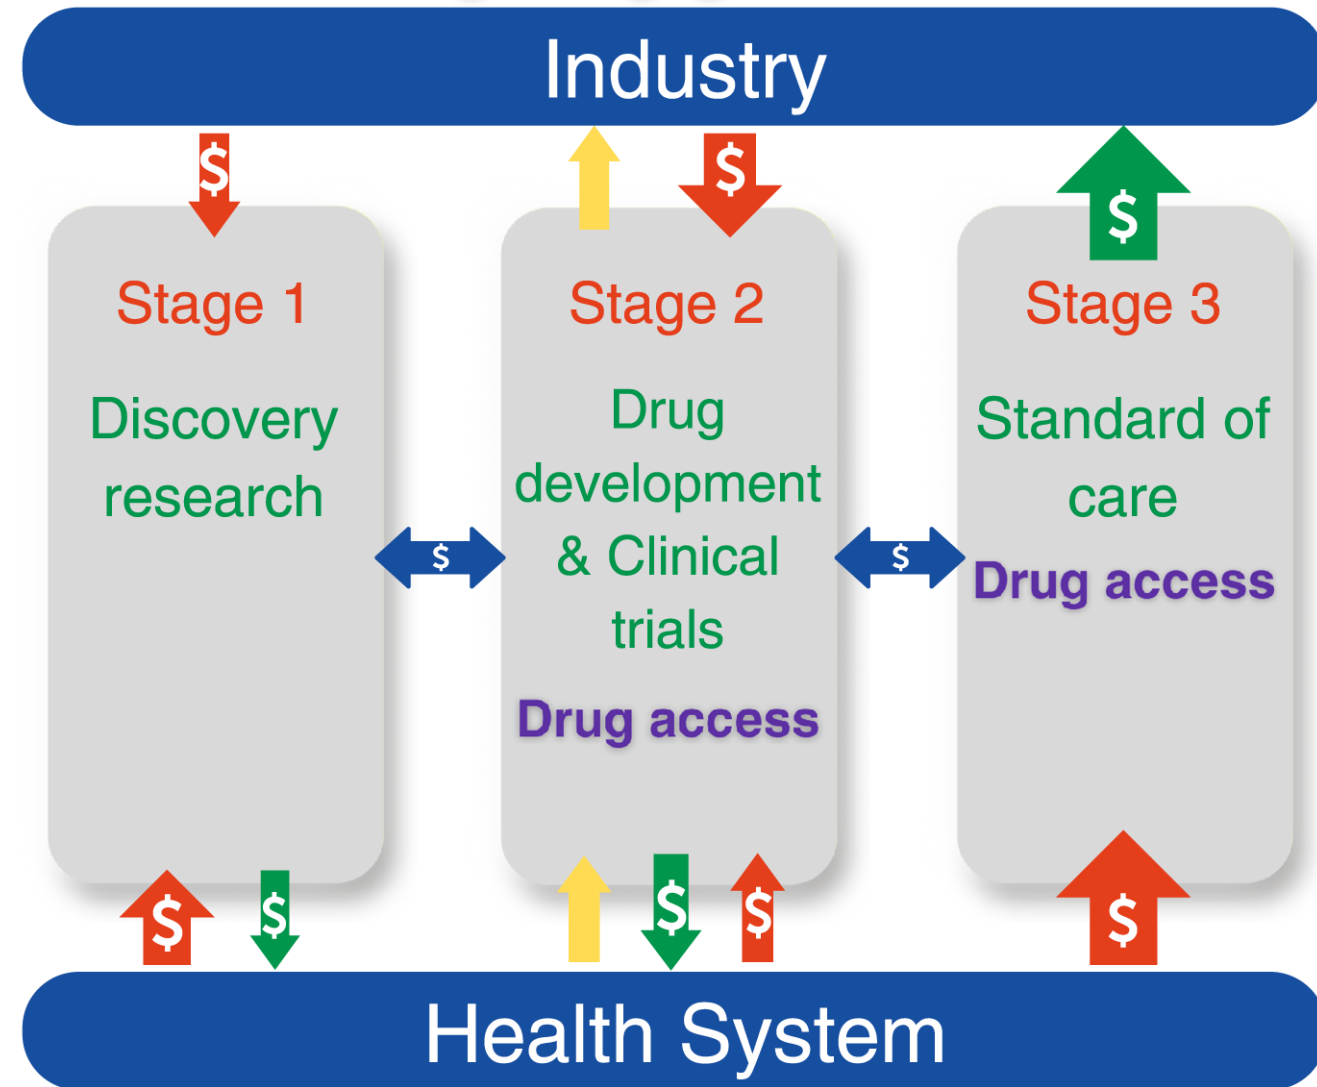 Industry
$
$
$
Stage 1
Discovery
research
$
Stage 2
Drug
development
& Clinical
trials
Drug access
$
Stage 3
Standard of
care
Drug access
$
$
$
$
$
Health System